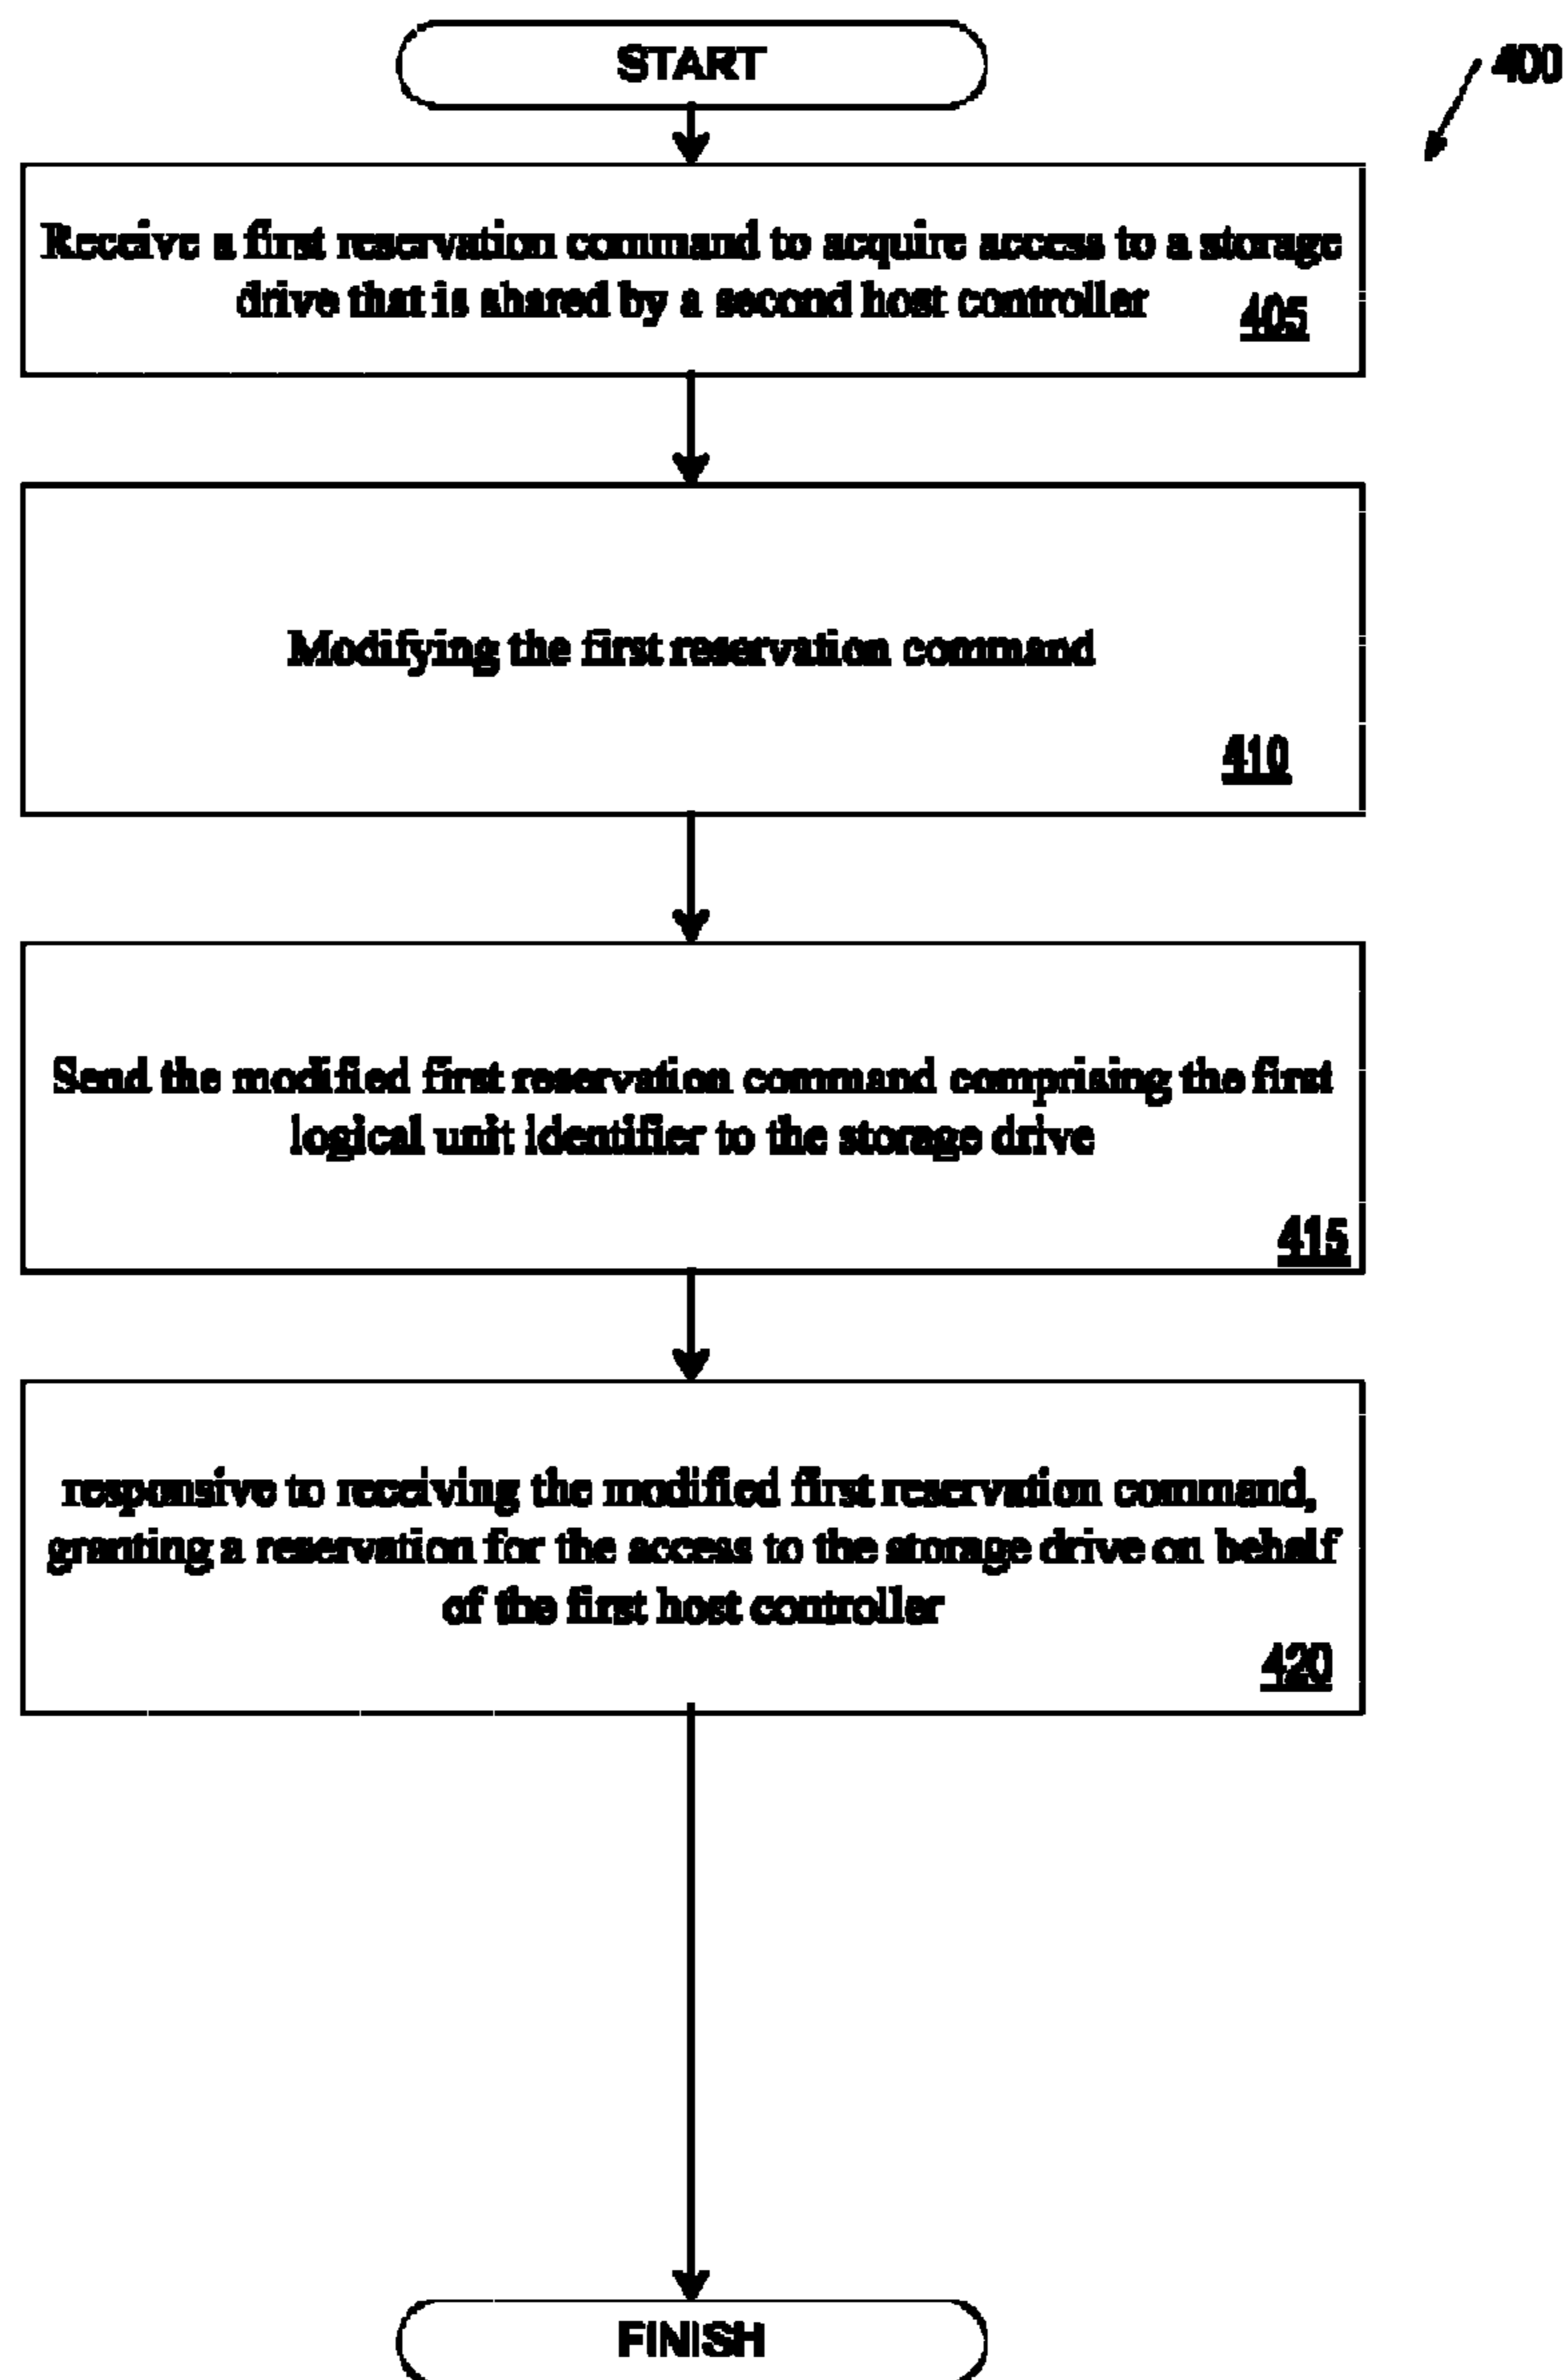 START
400
Receive a first reservation command to acquire access to a storage
drive that is shared by a second host controller
405
Modifying the first reservation command
410
Send the modified first reservation command comprising the first
logical unit identifier to the storage drive
415
responsive to receiving the modified first reservation command,
granting a reservation for the access to the storage drive on behalf
of the first host controller
420
FINISH